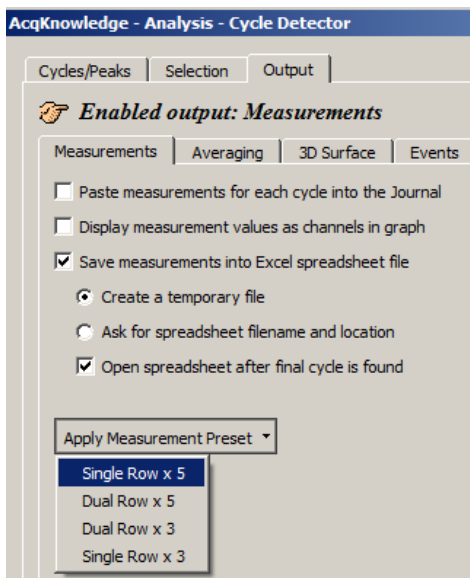 AcqKnowledge - Analysis - Cycle Detector
Cycles/Peaks Selection Output
Enabled output: Measurements
Measurements Averaging 3D Surface Events
Paste measurements for each cycle into the Journal
Display measurement values as channels in graph
Save measurements into Excel spreadsheet file
Create a temporary file
Ask for spreadsheet filename and location
Open spreadsheet after final cycle is found
Apply Measurement Preset
Single Row x 5
Dual Row x 5
Dual Row x 3
Single Row x 3